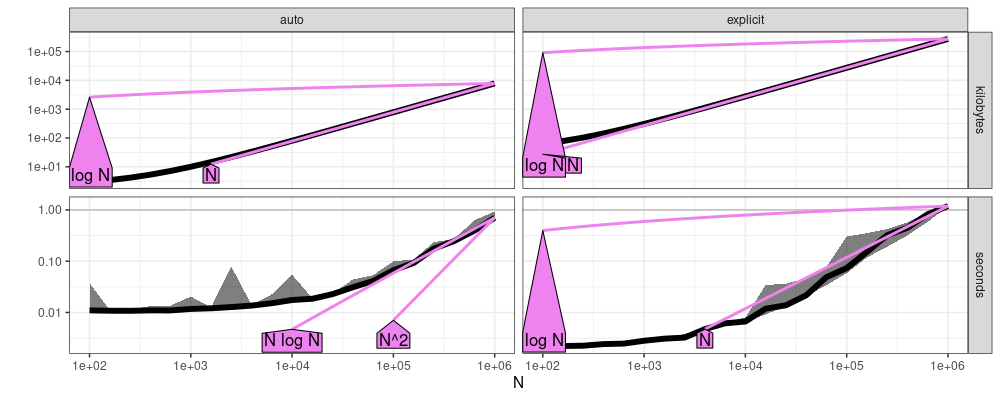 auto explicit
1e+05
1e+04
1e+03
1e+02
1e+01
log N N log N N
kilobytes
1.00
0.10
0.01
N log N N^2 log N N
seconds
1e+02 1e+03 1e+04 1e+05 1e+06 1e+02 1e+03 1e+04 1e+05 1e+06
N